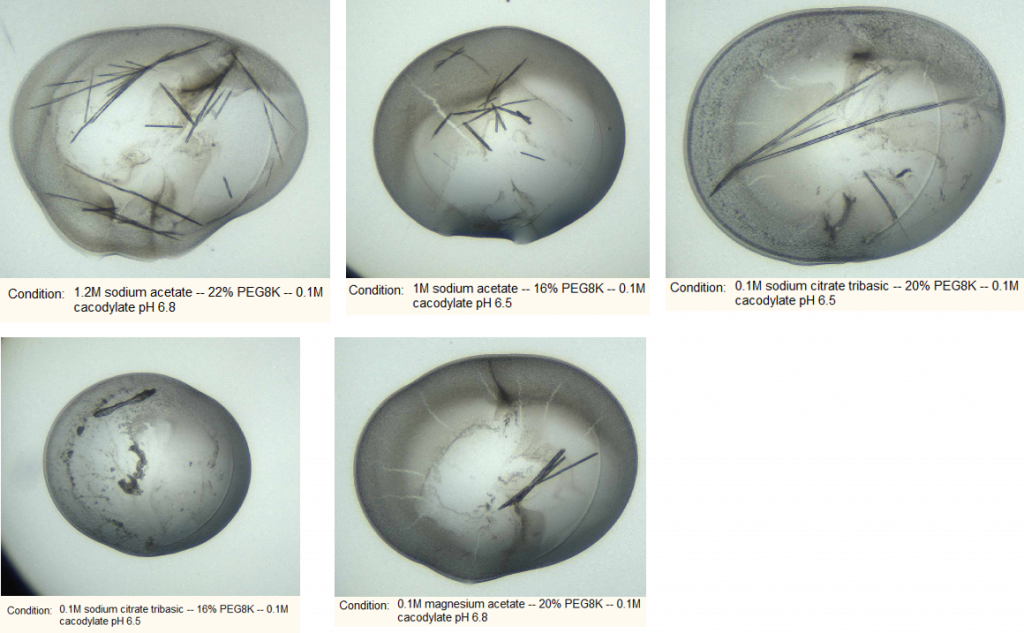 Condition: 1.2M sodium acetate -- 22% PEG8K -- 0.1M
cacodylate pH 6.8
Condition: 1M sodium acetate -- 16% PEG8K -- 0.1M
cacodylate pH 6.5
Condition: 0.1M sodium citrate tribasic -- 20% PEG8K -- 0.1M
cacodylate pH 6.5
Condition: 0.1M sodium citrate tribasic -- 16% PEG8K -- 0.1M
cacodylate pH 6.5
Condition: 0.1M magnesium acetate -- 20% PEG8K -- 0.1M
cacodylate pH 6.8